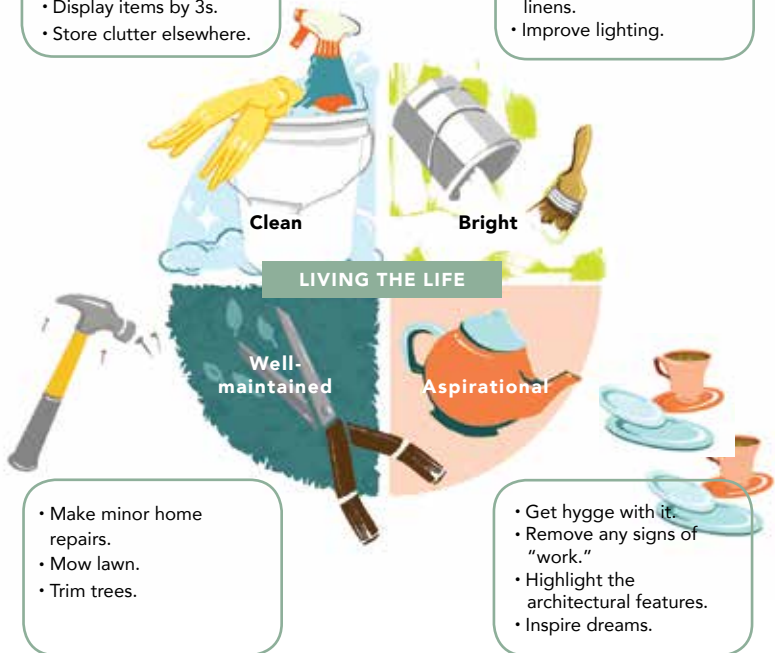 • Display items by 3s.
• Store clutter elsewhere.
linens.
• Improve lighting.
Clean
Bright
LIVING THE LIFE
Well-
maintained
Aspirational
• Make minor home
repairs.
• Mow lawn.
• Trim trees.
• Get hygge with it.
• Remove any signs of
“work.”
• Highlight the
architectural features.
• Inspire dreams.